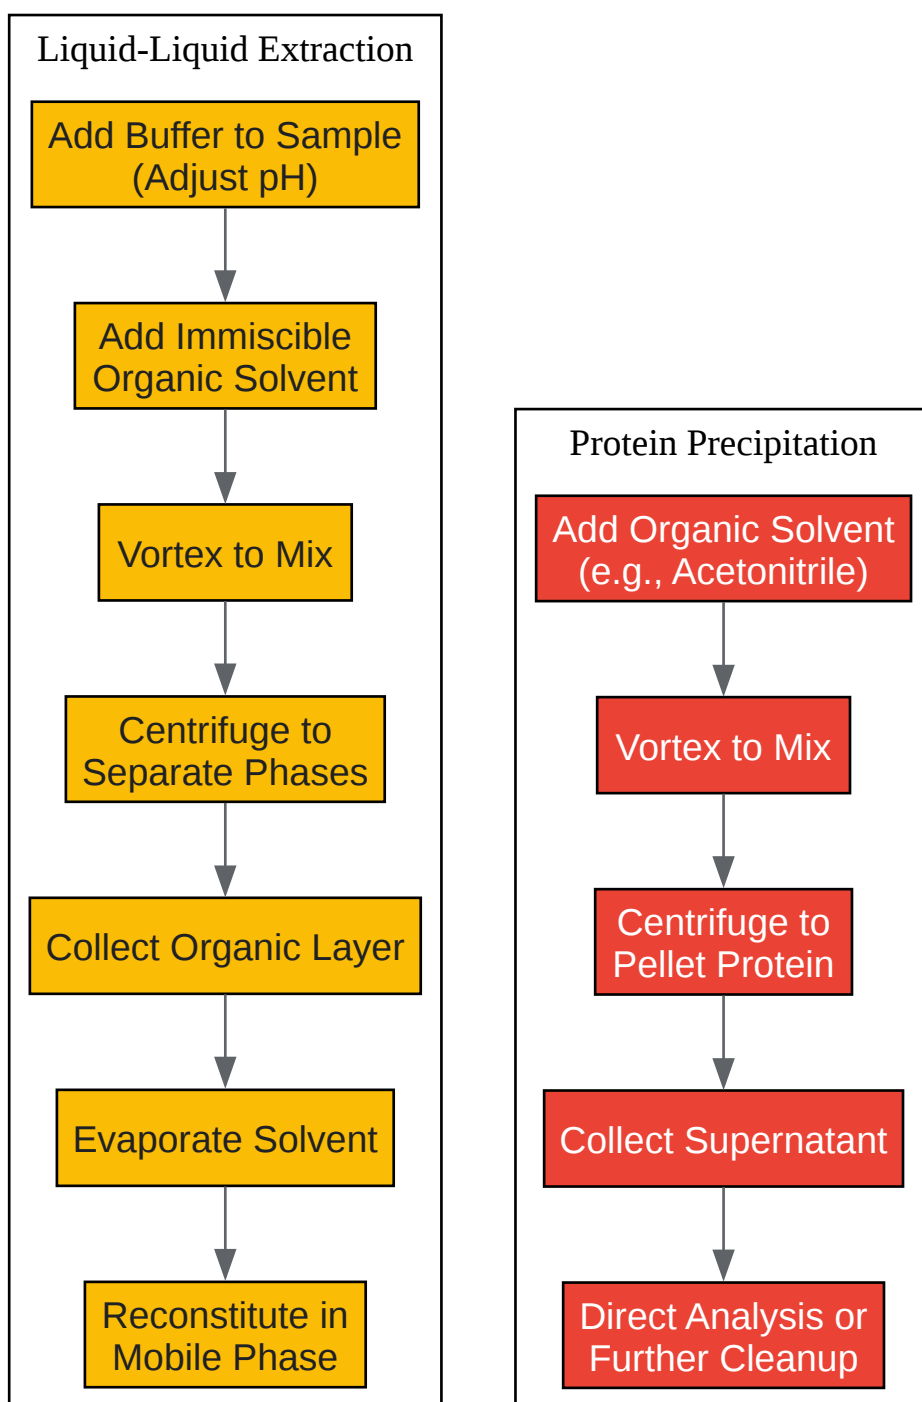 Liquid-Liquid Extraction
Add Buffer to Sample
(Adjust pH)
Add Immiscible
Organic Solvent
Vortex to Mix
Centrifuge to
Separate Phases
Collect Organic Layer
Evaporate Solvent
Reconstitute in
Mobile Phase
Protein Precipitation
Add Organic Solvent
(e.g., Acetonitrile)
Vortex to Mix
Centrifuge to
Pellet Protein
Collect Supernatant
Direct Analysis or
Further Cleanup